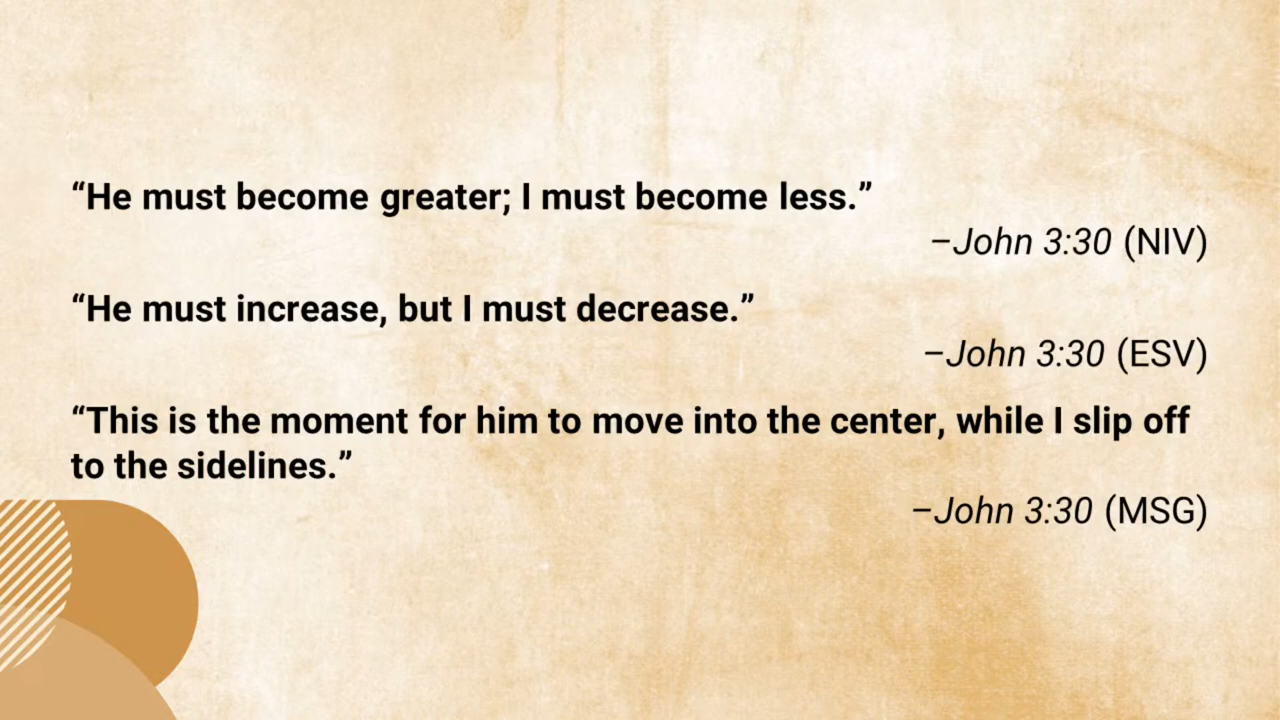 “He must become greater; I must become less.”
–John 3:30 (NIV)
“He must increase, but I must decrease.”
–John 3:30 (ESV)
“This is the moment for him to move into the center, while I slip off
to the sidelines.”
–John 3:30 (MSG)